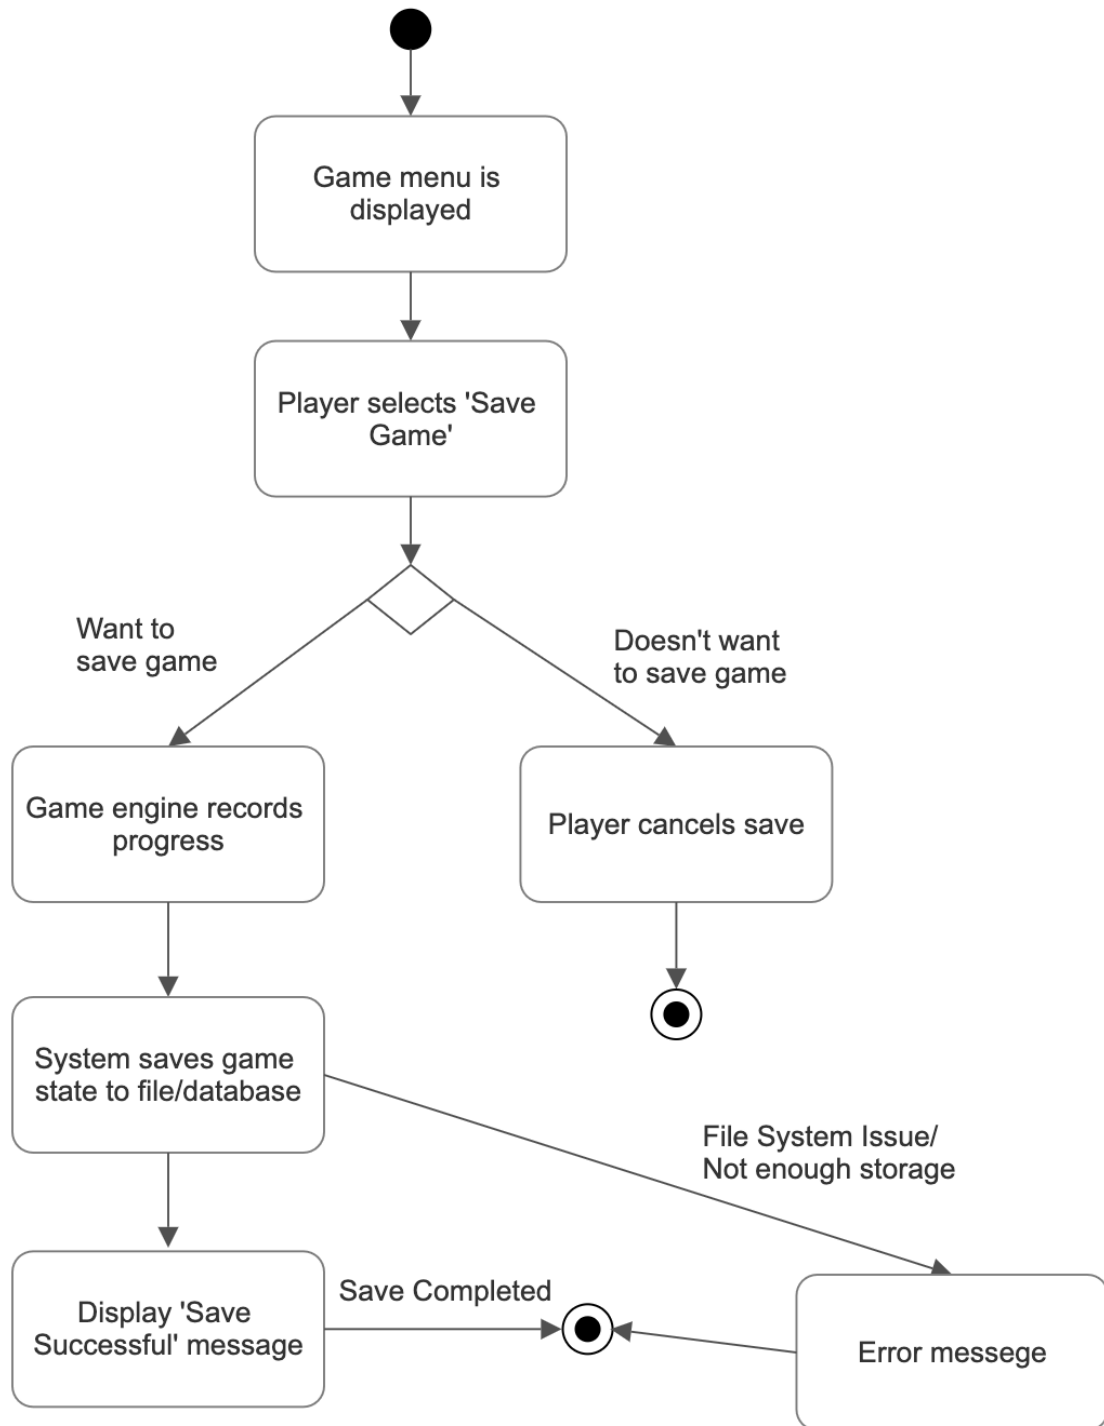 Game menu is
displayed
Player selects 'Save
Game'
Want to
save game
Doesn't want
to save game
Game engine records
progress
Player cancels save
System saves game
state to file/database
File System Issue/
Not enough storage
Display 'Save
Successful' message
Save Completed
Error messege